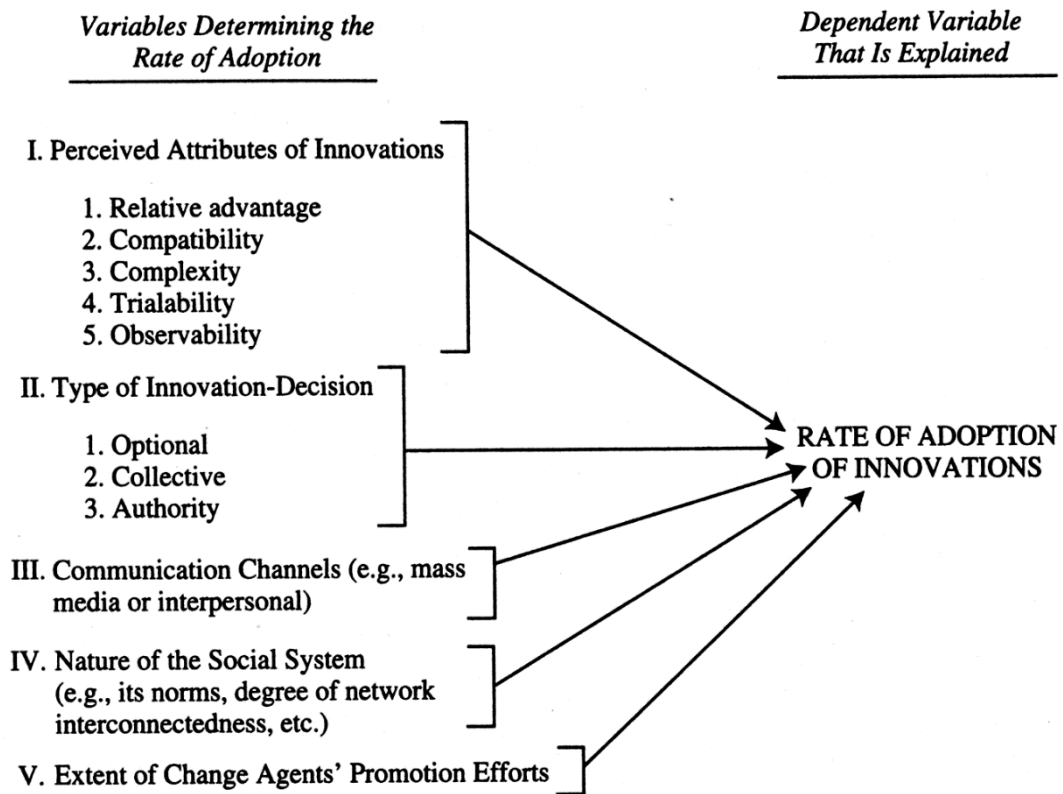 Variables Determining the
Rate of Adoption
Dependent Variable
That Is Explained
I. Perceived Attributes of Innovations
1. Relative advantage
2. Compatibility
3. Complexity
4. Trialability
5. Observability
II. Type of Innovation-Decision
1. Optional
2. Collective
3. Authority
RATE OF ADOPTION
OF INNOVATIONS
III. Communication Channels (e.g., mass
media or interpersonal)
IV. Nature of the Social System
(e.g., its norms, degree of network
interconnectedness, etc.)
V. Extent of Change Agents’ Promotion Efforts